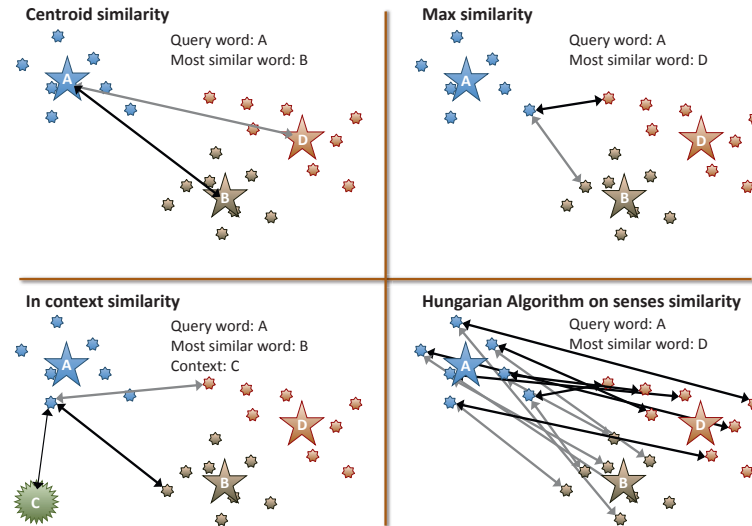 Centroid similarity
Query word: A
Most similar word: B
A
D
B
Max similarity
Query word: A
Most similar word: D
A
D
B
In context similarity
Query word: A
Most similar word: B
Context: C
A
D
B
C
Hungarian Algorithm on senses similarity
Query word: A
Most similar word: D
A
D
B